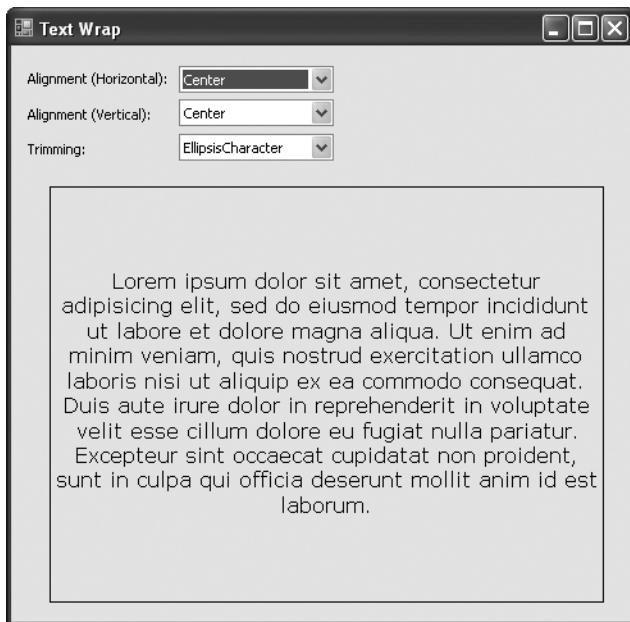 Text Wrap
Alignment (Horizontal): Center
Alignment (Vertical): Center
Trimming: EllipsisCharacter
Lorem ipsum dolor sit amet, consectetur
adipisicing elit, sed do eiusmod tempor incididunt
ut labore et dolore magna aliqua. Ut enim ad
minim veniam, quis nostrud exercitation ullamco
laboris nisi ut aliquip ex ea commodo consequat.
Duis aute irure dolor in reprehenderit in voluptate
velit esse cillum dolore eu fugiat nulla pariatur.
Excepteur sint occaecat cupidatat non proident,
sunt in culpa qui officia deserunt mollit anim id est
laborum.